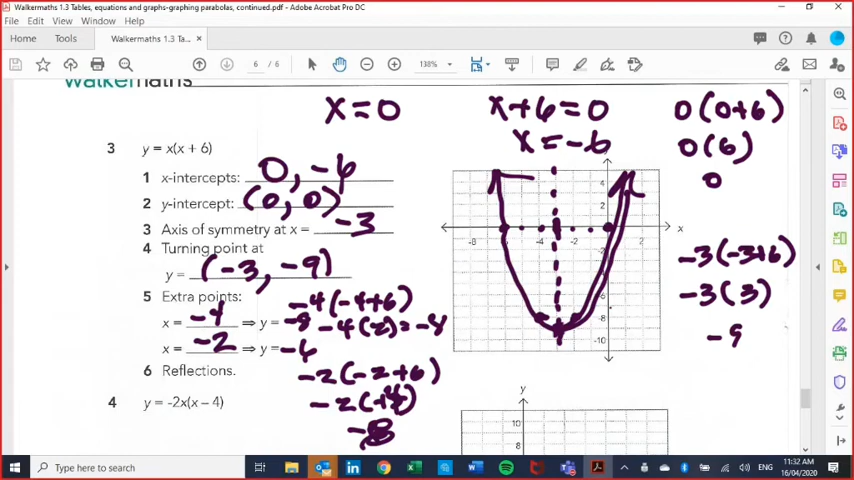 Walkermaths 1.3 Tables, equations and graphs-graphing parabolas, continued.pdf - Adobe Acrobat Pro DC
File Edit View Window Help
Home Tools Walkermaths 1.3 Ta... ×
6 / 6 138%
walkermaths
x = 0
x+6=0
x = -6
0(0+6)
0(6)
0
3 y = x(x + 6)
1 x-intercepts: 0, -6
2 y-intercept: (0, 0)
3 Axis of symmetry at x = -3
4 Turning point at
y = (-3, -9)
5 Extra points:
-4(-4+6)
x = -4 ⇒ y = -8 -4(2) = -8
x = -2 ⇒ y =
-2(-2+6)
6 Reflections.
-8
x
4
2
-8 -4 -2
-2
-6
-8
-10
-3(-3+6)
-3(3)
-9
4 y = -2x(x – 4)
y
10
8
Type here to search
ENG
11:32 AM
16/04/2020